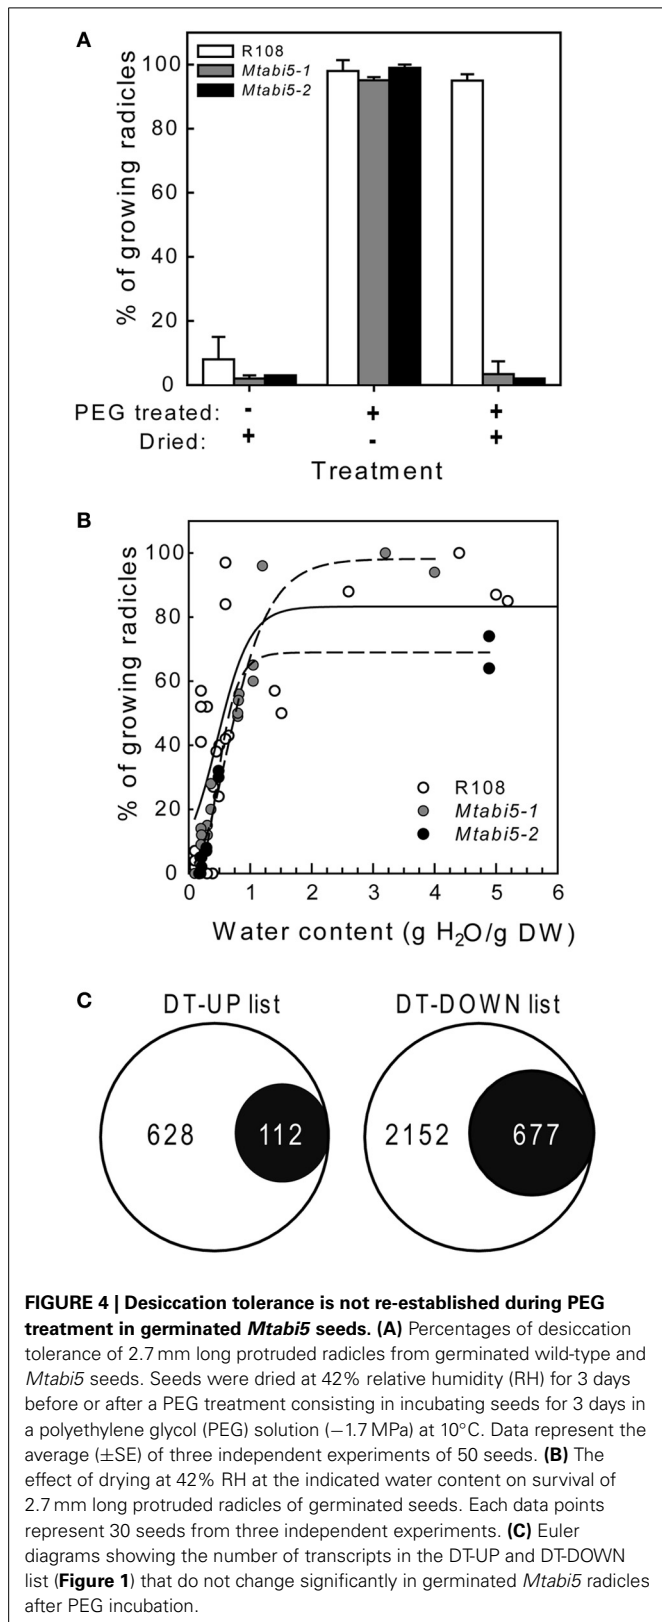 A
R108
Mtabi5-1
Mtabi5-2
% of growing radicles
100
80
60
40
20
0
PEG treated: - + +
Dried: + - +
Treatment
B
% of growing radicles
100
80
60
40
20
0
R108
Mtabi5-1
Mtabi5-2
0 1 2 3 4 5 6
Water content (g H₂O/g DW)
C
DT-UP list
DT-DOWN list
628
112
2152
677
FIGURE 4 | Desiccation tolerance is not re-established during PEG
treatment in germinated Mtabi5 seeds. (A) Percentages of desiccation
tolerance of 2.7 mm long protruded radicles from germinated wild-type and
Mtabi5 seeds. Seeds were dried at 42% relative humidity (RH) for 3 days
before or after a PEG treatment consisting in incubating seeds for 3 days in
a polyethylene glycol (PEG) solution (−1.7 MPa) at 10°C. Data represent the
average (±SE) of three independent experiments of 50 seeds. (B) The
effect of drying at 42% RH at the indicated water content on survival of
2.7 mm long protruded radicles of germinated seeds. Each data points
represent 30 seeds from three independent experiments. (C) Euler
diagrams showing the number of transcripts in the DT-UP and DT-DOWN
list (Figure 1) that do not change significantly in germinated Mtabi5 radicles
after PEG incubation.